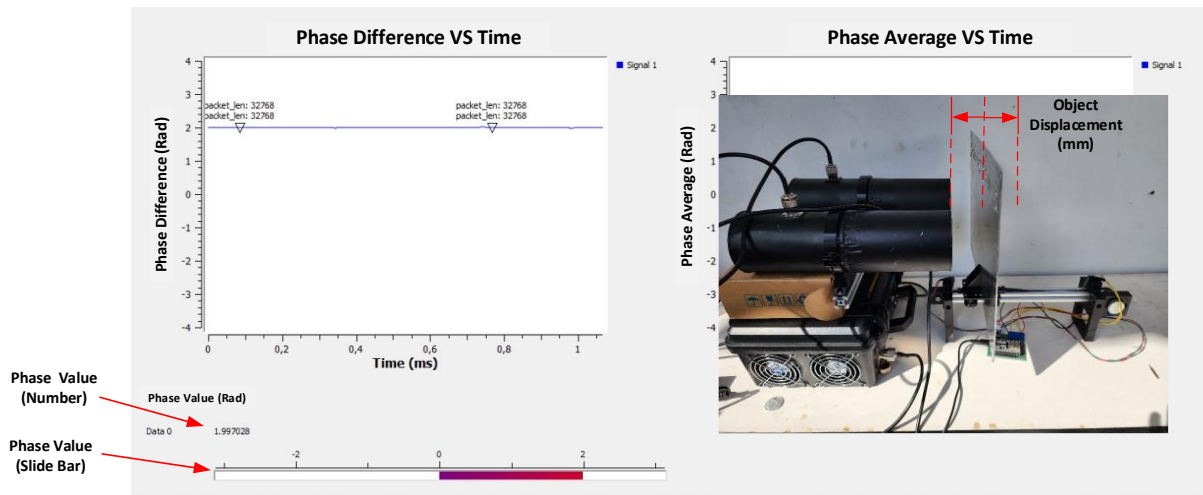 Phase Difference VS Time
Signal 1
4
3
2
1
0
-1
-2
-3
-4
Phase Difference (Rad)
packet_len: 32768
packet_len: 32768
packet_len: 32768
packet_len: 32768
0
0,2
0,4
0,6
0,8
1
Time (ms)
Phase Average VS Time
Signal 1
4
3
2
1
0
-1
-2
-3
-4
Phase Average (Rad)
Object
Displacement
(mm)
Phase Value
(Number)
Phase Value (Rad)
Data 0
1.997028
Phase Value
(Slide Bar)
-2
0
2